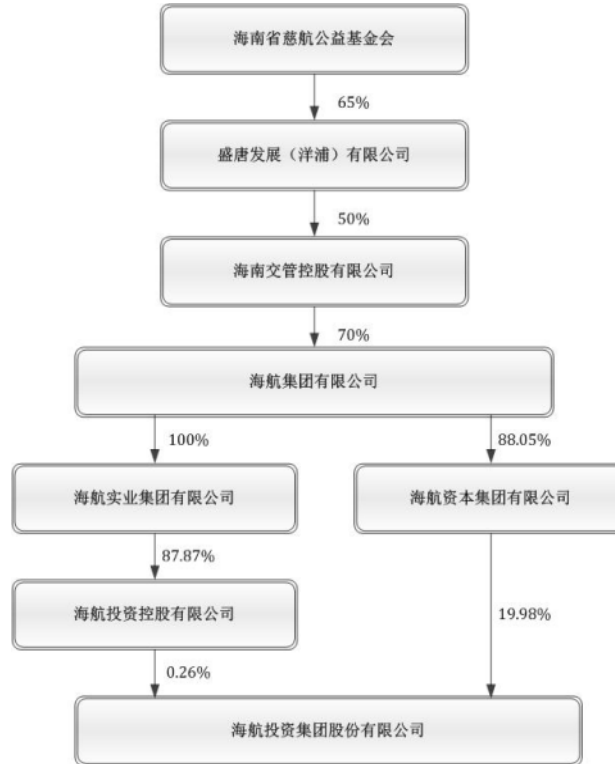 海南省慈航公益基金会
65%
盛唐发展（洋浦）有限公司
50%
海南交管控股有限公司
70%
海航集团有限公司
100%
88.05%
海航实业集团有限公司
海航资本集团有限公司
87.87%
海航投资控股有限公司
19.98%
0.26%
海航投资集团股份有限公司